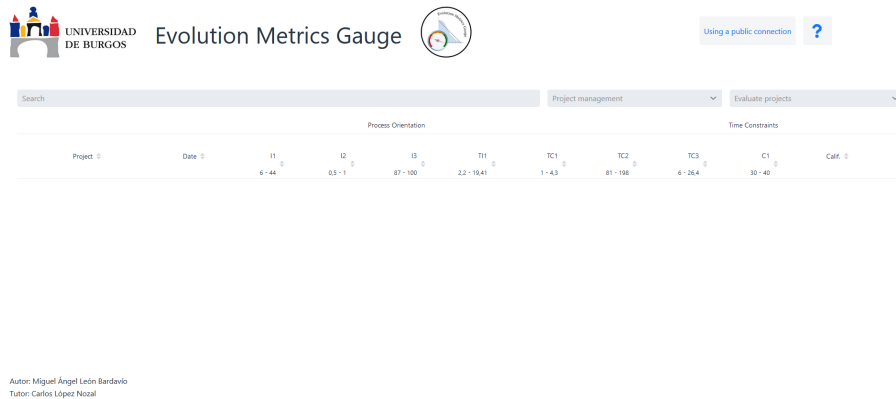 UNIVERSIDAD
DE BURGOS
Evolution Metrics Gauge
Evolution Metrics Gauge
Using a public connection
?
Search
Project management
Evaluate projects
Process Orientation
Time Constraints
Project
Date
I1
I2
I3
TI1
TC1
TC2
TC3
C1
Calif.
6 - 44
0,5 - 1
87 - 100
2,2 - 19,41
1 - 4,3
81 - 198
6 - 26,4
30 - 40
Autor: Miguel Ángel León Bardavío
Tutor: Carlos López Nozal